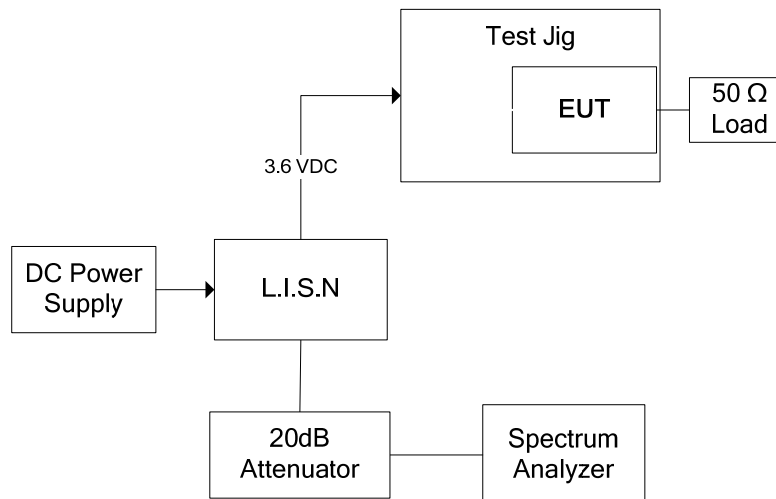 Test Jig
EUT
50 Ω
Load
3.6 VDC
DC Power
Supply
L.I.S.N
20dB
Attenuator
Spectrum
Analyzer